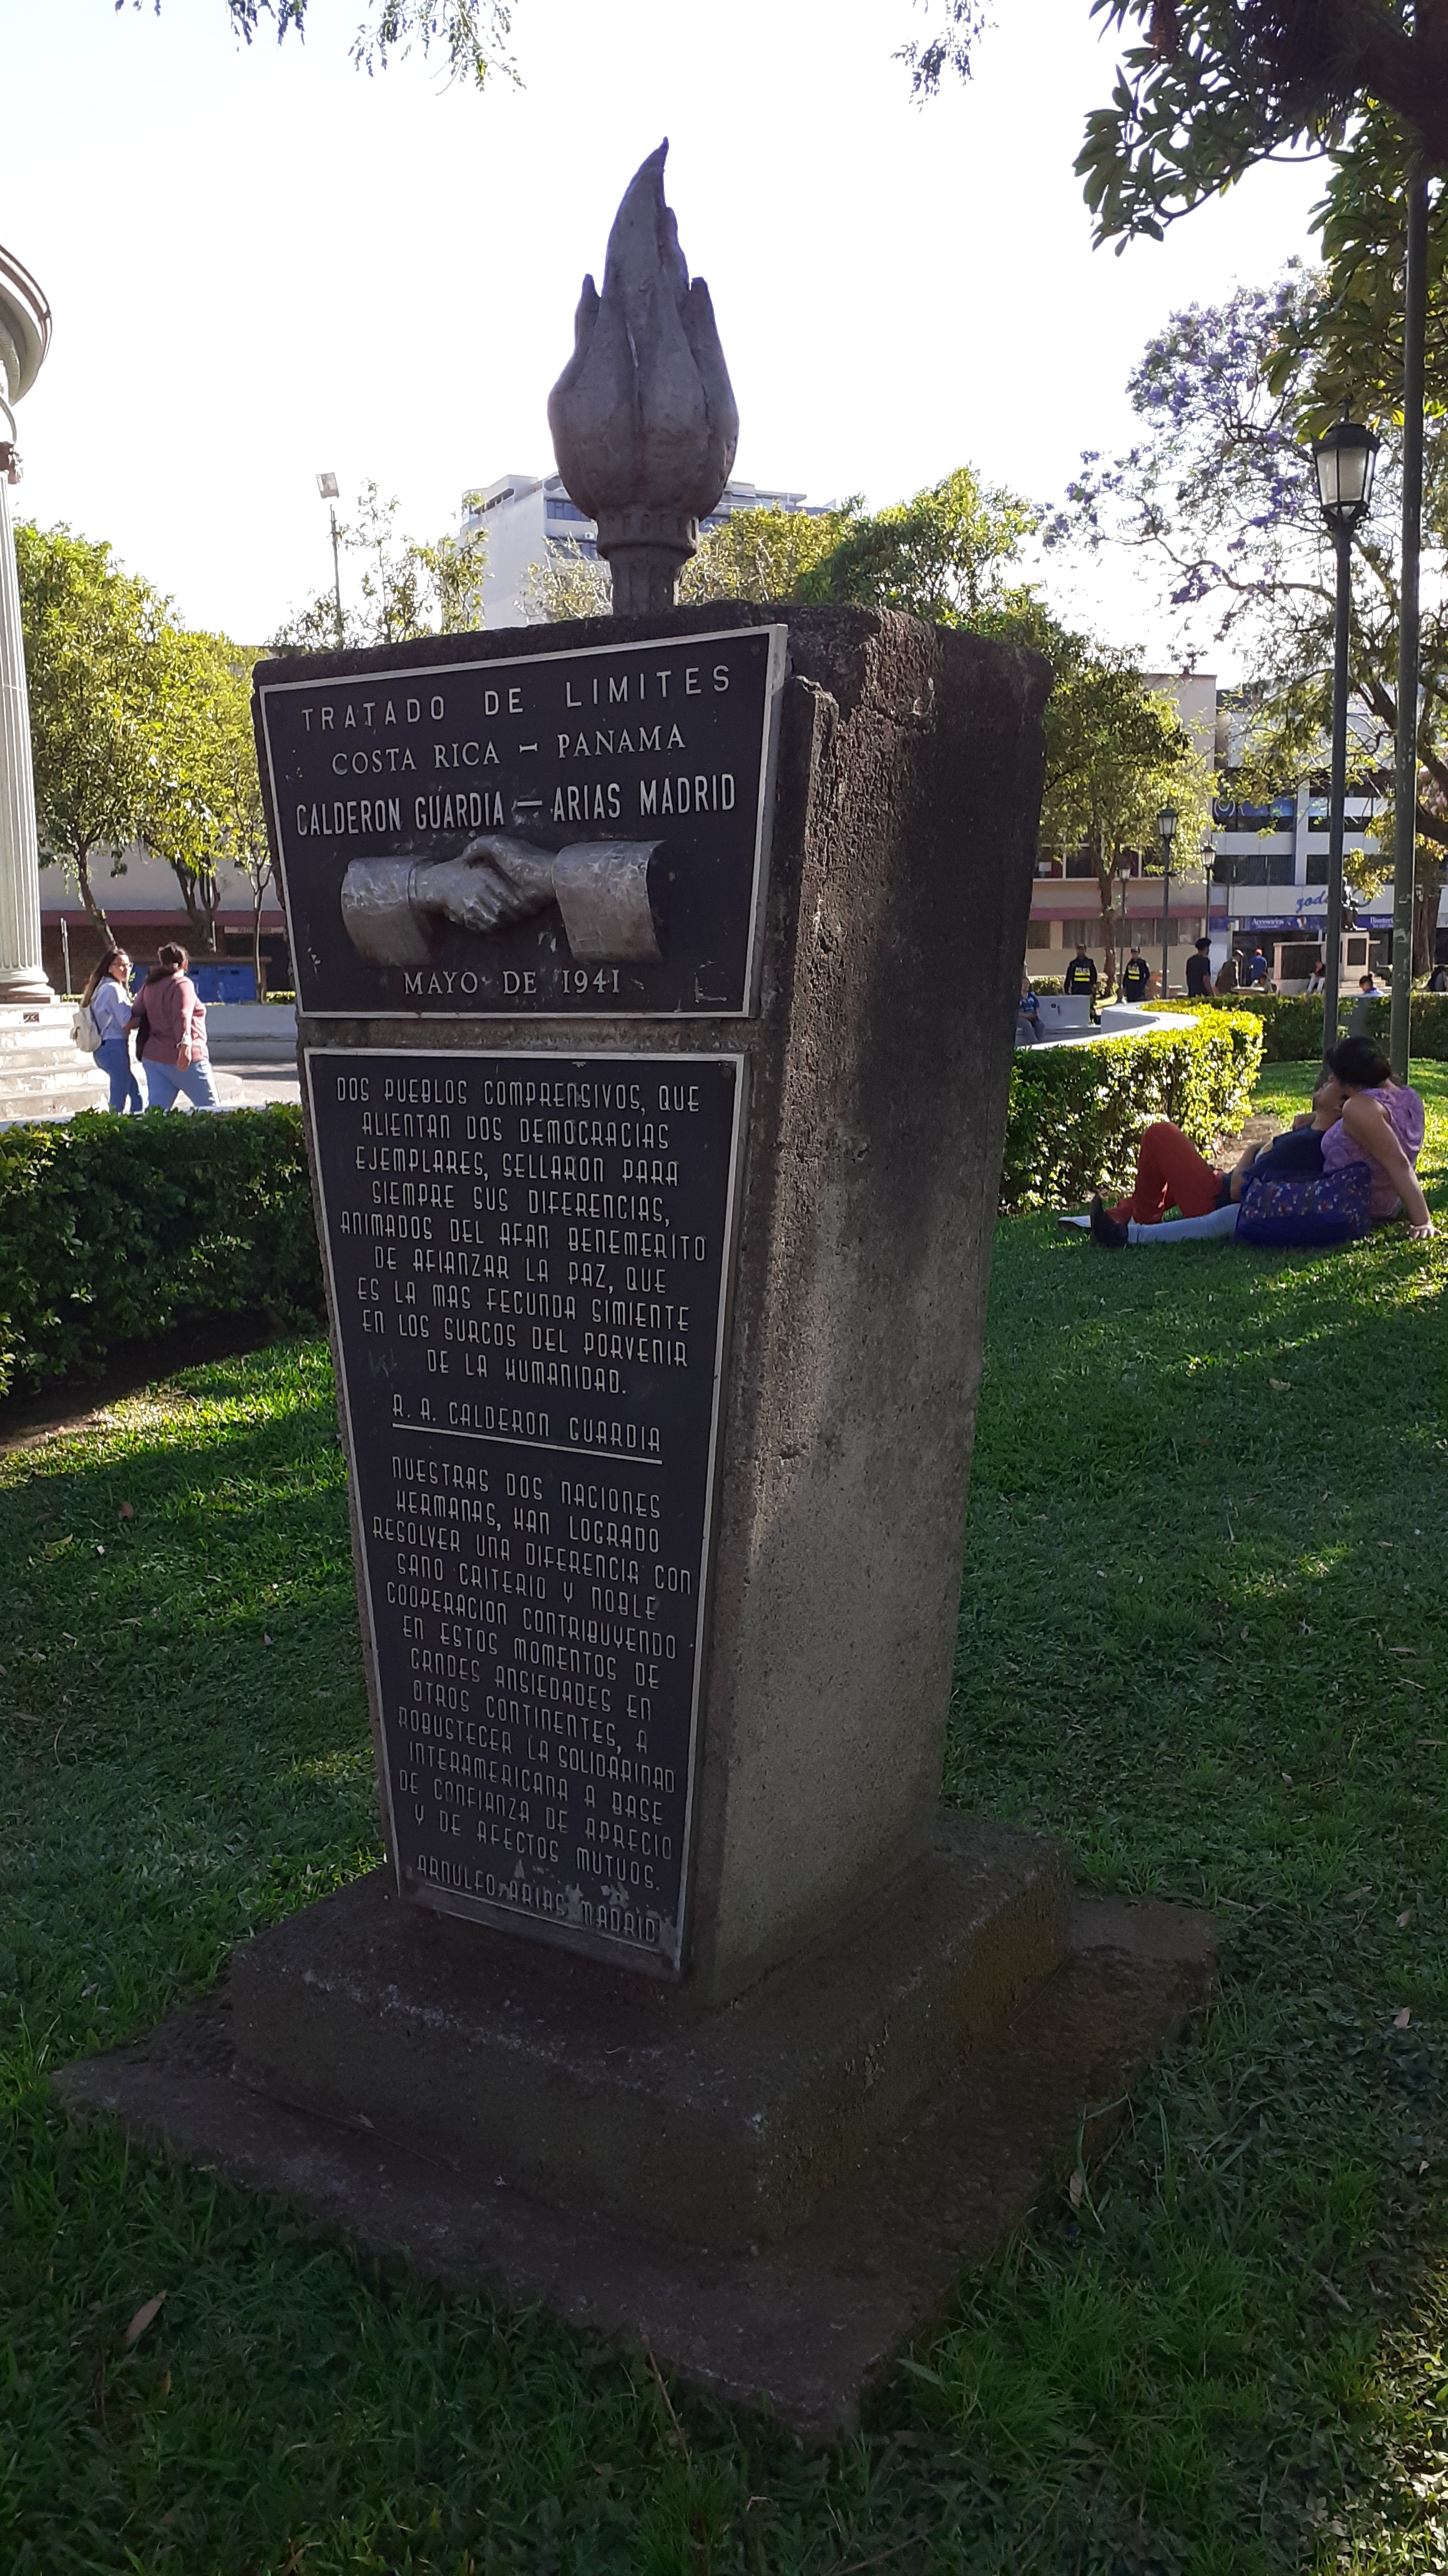 TRATADO DE LIMITES
COSTA RICA - PANAMA
CALDERON GUARDIA - ARIAS MADRID
MAYO DE 1941
DOS PUEBLOS COMPRENSIVOS, QUE
ALIENTAN DOS DEMOCRACIAS
EJEMPLARES, SELLARON PARA
SIEMPRE SUS DIFERENCIAS,
ANIMADOS DEL AFAN BENEMERITO
DE AFIANZAR LA PAZ, QUE
ES LA MAS FECUNDA SIMIENTE
EN LOS SURCOS DEL PORVENIR
DE LA HUMANIDAD.
R. A. CALDERON GUARDIA
NUESTRAS DOS NACIONES
HERMANAS, HAN LOGRADO
RESOLVER UNA DIFERENCIA CON
SANO CRITERIO Y NOBLE
COOPERACION CONTRIBUYENDO
EN ESTOS MOMENTOS DE
GRNDES ANSIEDADES EN
OTROS CONTINENTES, A
ROBUSTECER LA SOLIDARINAD
INTERAMERICANA A BASE
DE CONFIANZA DE APRECIO
Y DE AFECTOS MUTUOS.
ARNULFO ARIAS MADRID